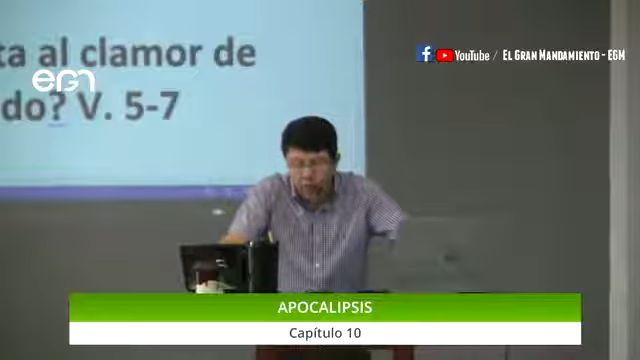 ta al clamor de
do? V. 5-7
EGM
YouTube / El Gran Mandamiento - EGM
APOCALIPSIS
Capítulo 10